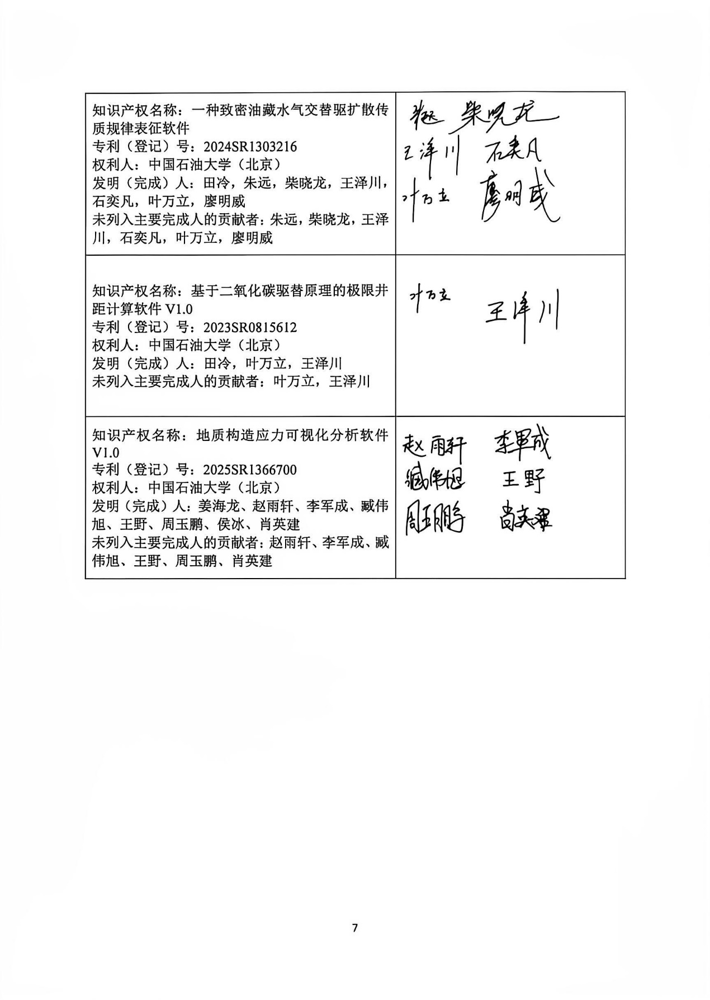 知识产权名称：一种致密油藏水气交替驱扩散传
质规律表征软件
专利（登记）号：2024SR1303216
权利人：中国石油大学（北京）
发明（完成）人：田冷，朱远，柴晓龙，王泽川，
石奕凡，叶万立，廖明威
未列入主要完成人的贡献者：朱远，柴晓龙，王泽
川，石奕凡，叶万立，廖明威
朱远 柴晓龙
王泽川 石奕凡
叶万立 廖明威
知识产权名称：基于二氧化碳驱替原理的极限井
距计算软件 V1.0
专利（登记）号：2023SR0815612
权利人：中国石油大学（北京）
发明（完成）人：田冷，叶万立，王泽川
未列入主要完成人的贡献者：叶万立，王泽川
叶万立 王泽川
知识产权名称：地质构造应力可视化分析软件
V1.0
专利（登记）号：2025SR1366700
权利人：中国石油大学（北京）
发明（完成）人：姜海龙、赵雨轩、李军成、臧伟
旭、王野、周玉鹏、侯冰、肖英建
未列入主要完成人的贡献者：赵雨轩、李军成、臧
伟旭、王野、周玉鹏、肖英建
赵雨轩 李军成
臧伟旭 王野
周玉鹏 肖英建
7